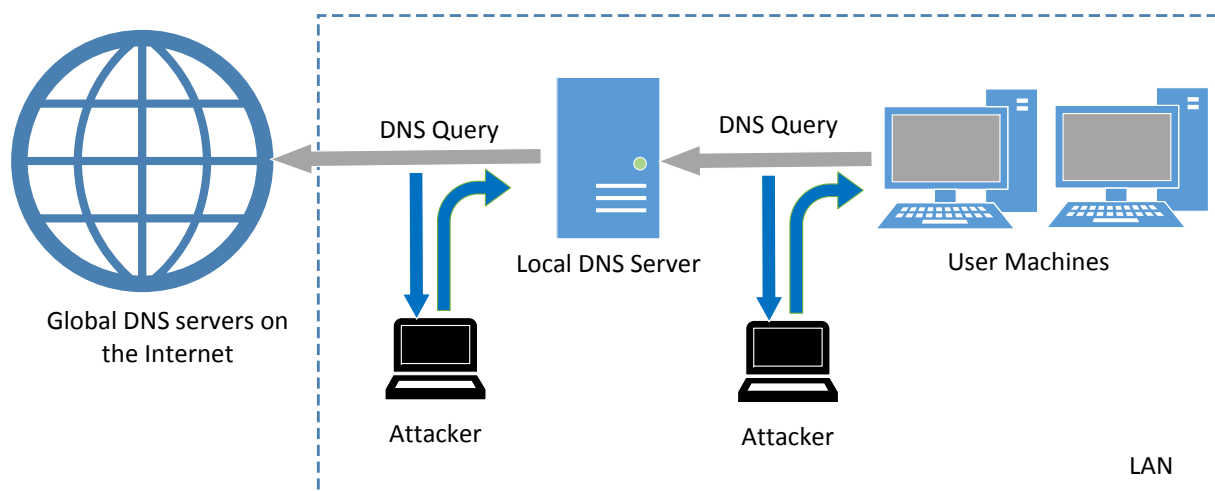 DNS Query
DNS Query
Local DNS Server
User Machines
Global DNS servers on
the Internet
Attacker
Attacker
LAN